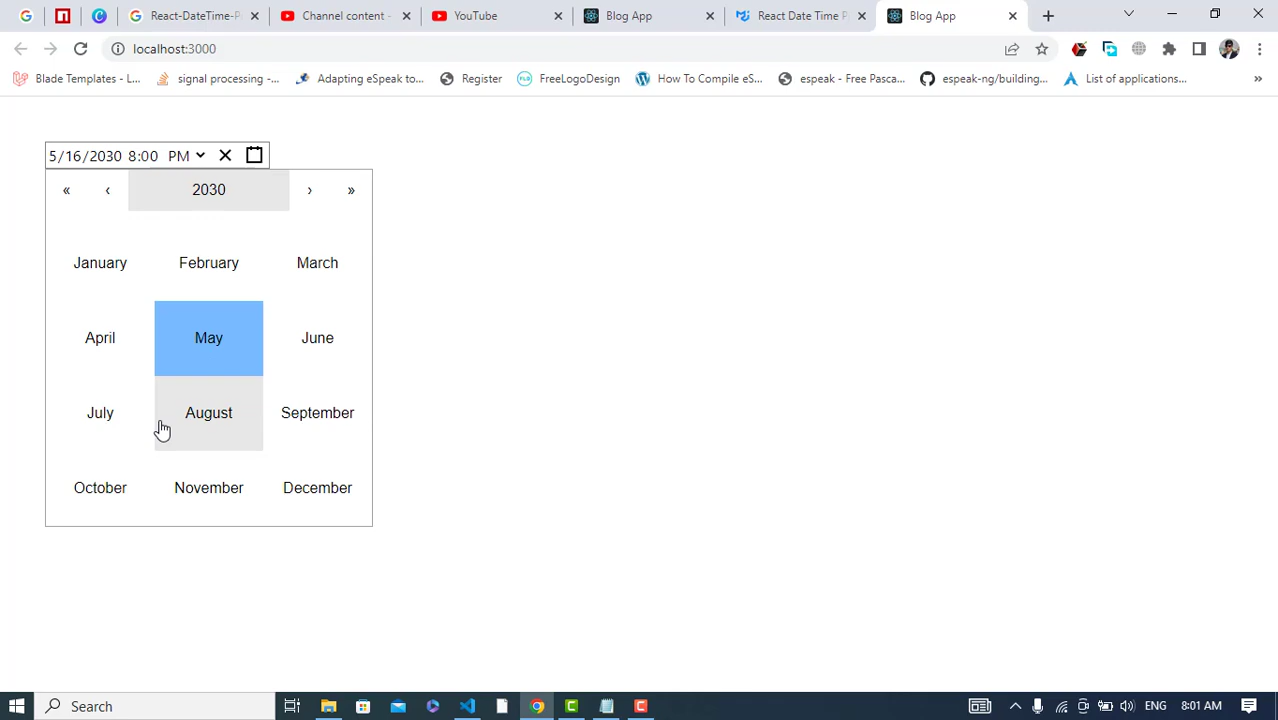 React-DateTime-P
Channel content -
YouTube
Blog App
React Date Time P
Blog App
localhost:3000
Blade Templates - L...
signal processing -...
Adapting eSpeak to...
Register
FLD
FreeLogoDesign
How To Compile eS...
espeak - Free Pasca...
espeak-ng/building...
List of applications...
»
5/16/2030 8:00 PM
« ‹ 2030 › »
January February March
April May June
July August September
October November December
Search
ENG
8:01 AM